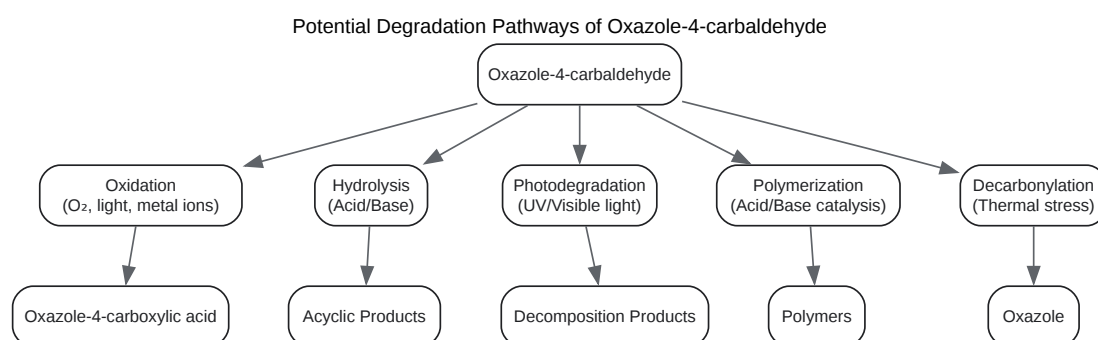 Potential Degradation Pathways of Oxazole-4-carbaldehyde
Oxazole-4-carbaldehyde
Oxidation
(O₂, light, metal ions)
Hydrolysis
(Acid/Base)
Photodegradation
(UV/Visible light)
Polymerization
(Acid/Base catalysis)
Decarbonylation
(Thermal stress)
Oxazole-4-carboxylic acid
Acyclic Products
Decomposition Products
Polymers
Oxazole